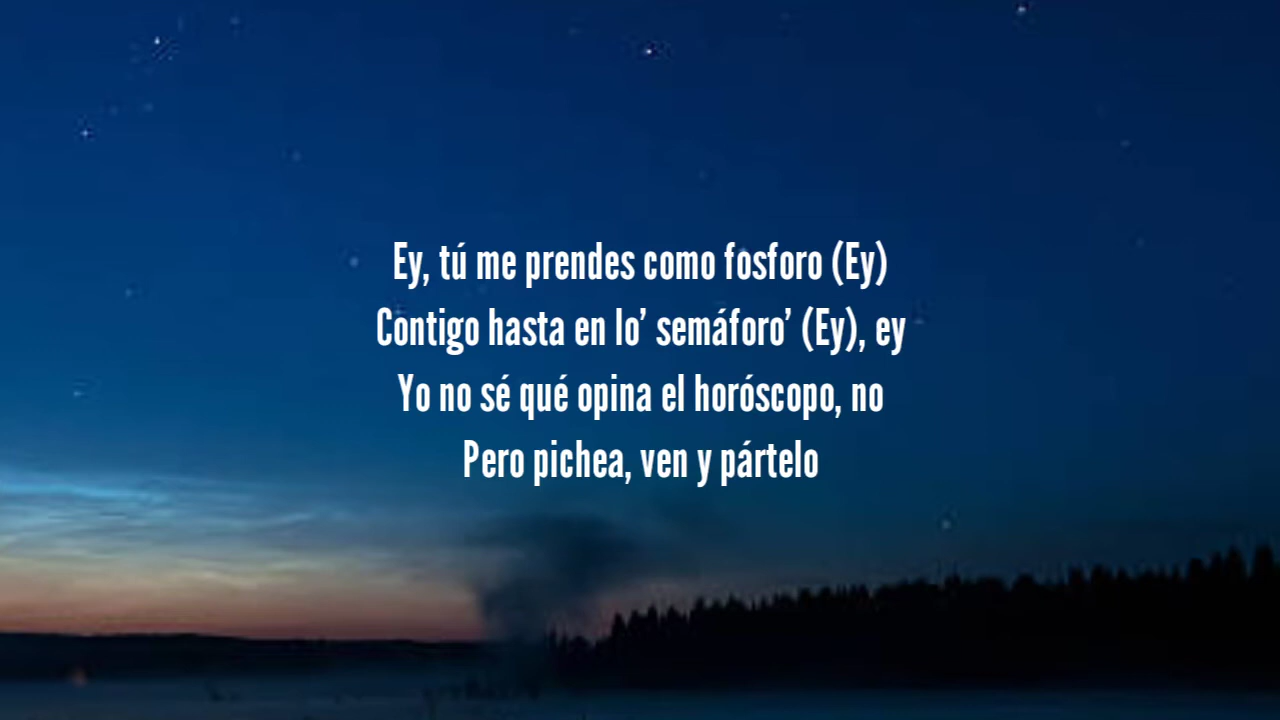 Ey, tú me prendes como fosforo (Ey)
Contigo hasta en lo’ semáforo’ (Ey), ey
Yo no sé qué opina el horóscopo, no
Pero pichea, ven y pártelo